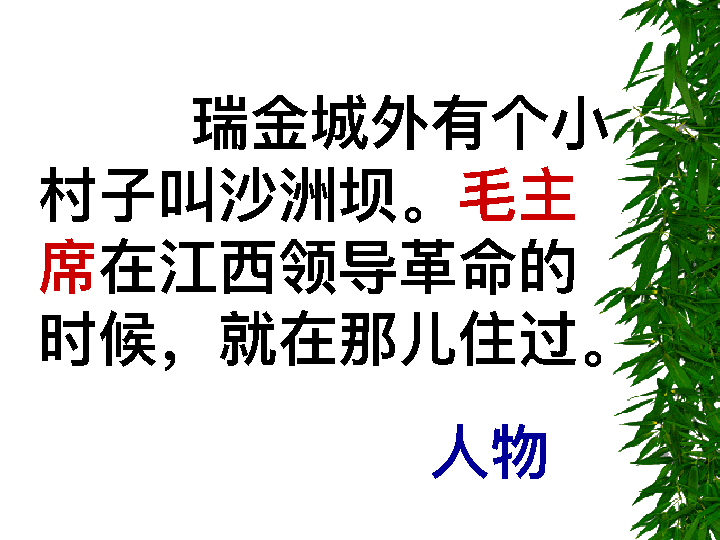 瑞金城外有个小
村子叫沙洲坝。毛主
席在江西领导革命的
时候，就在那儿住过。
人物